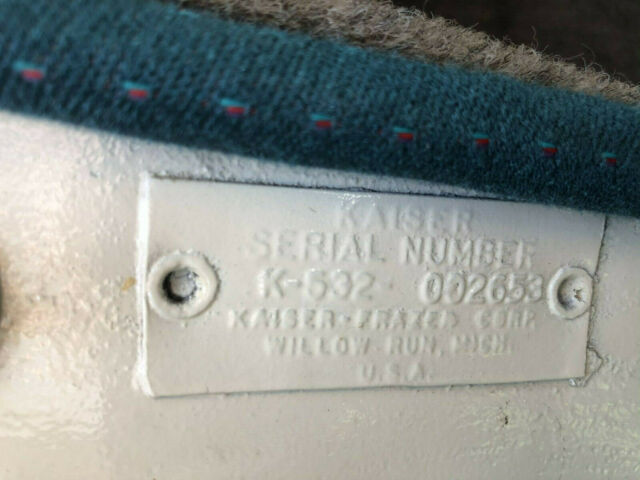 KAISER
SERIAL NUMBER
K-532 002653
KAISER-FRAZER CORP.
WILLOW RUN, MICH.
U.S.A.